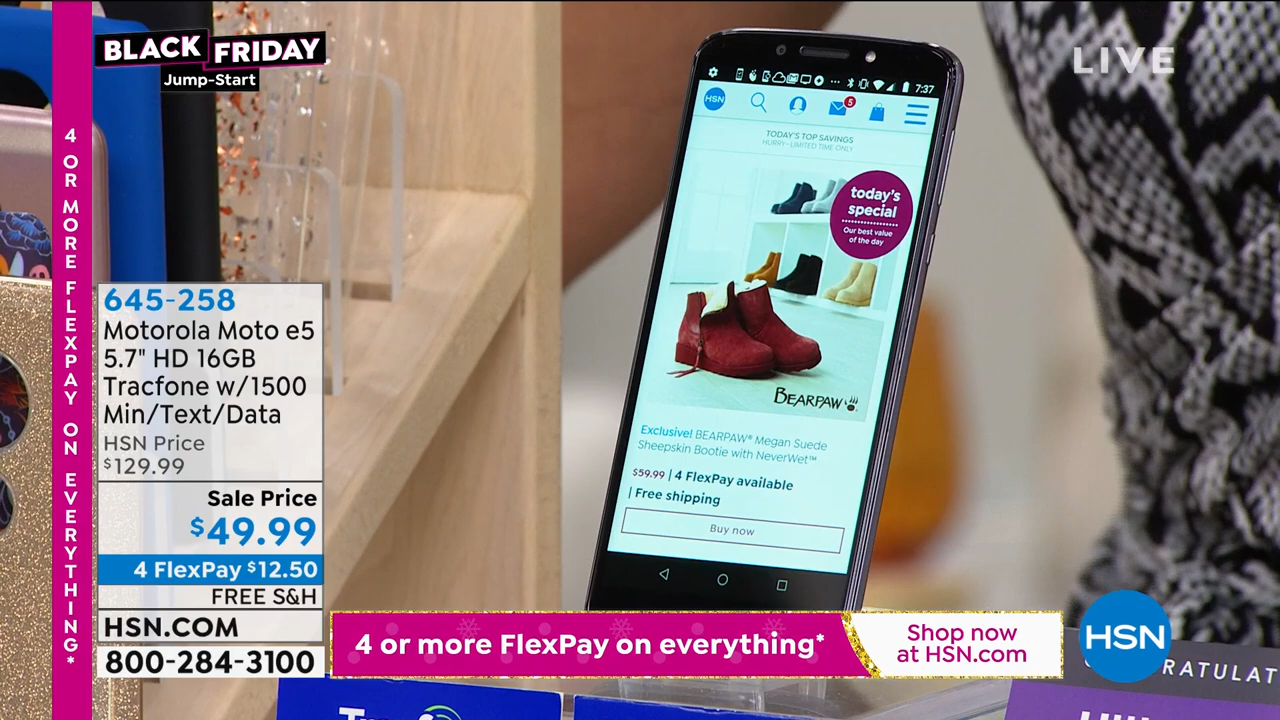 BLACK FRIDAY
Jump-Start
LIVE
4 OR MORE FLEXPAY ON EVERYTHING*
645-258
Motorola Moto e5
5.7" HD 16GB
Tracfone w/1500
Min/Text/Data
HSN Price
$129.99
Sale Price
$49.99
4 FlexPay $12.50
FREE S&H
HSN.COM
800-284-3100
7:37
HSN
5
TODAY'S TOP SAVINGS
HURRY-LIMITED TIME ONLY
today's
special
Our best value
of the day
BEARPAW
Exclusive! BEARPAW® Megan Suede
Sheepskin Bootie with NeverWet™
$59.99 | 4 FlexPay available
| Free shipping
Buy now
4 or more FlexPay on everything*
Shop now
at HSN.com
HSN